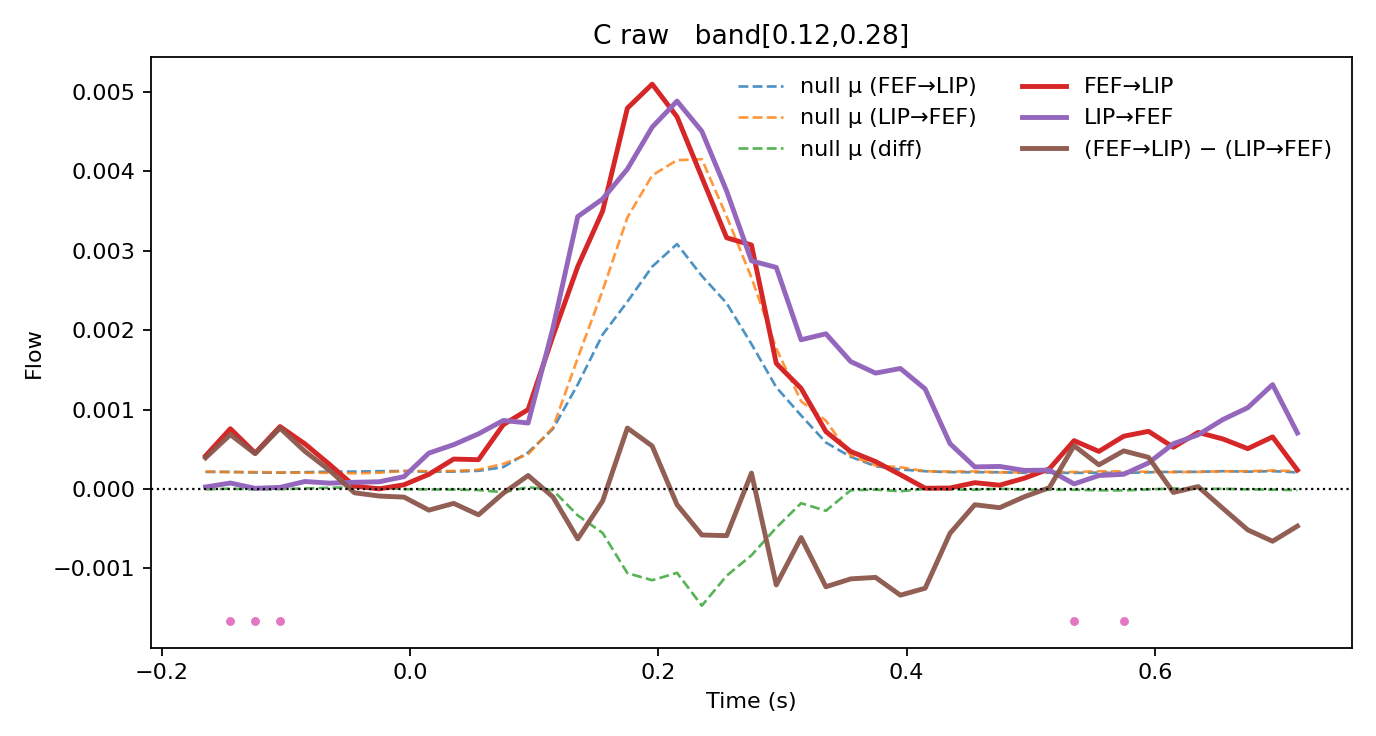 C raw band[0.12,0.28]
null μ (FEF→LIP)
null μ (LIP→FEF)
null μ (diff)
FEF→LIP
LIP→FEF
(FEF→LIP) − (LIP→FEF)
Flow
0.005
0.004
0.003
0.002
0.001
0.000
−0.001
−0.2
0.0
0.2
0.4
0.6
Time (s)